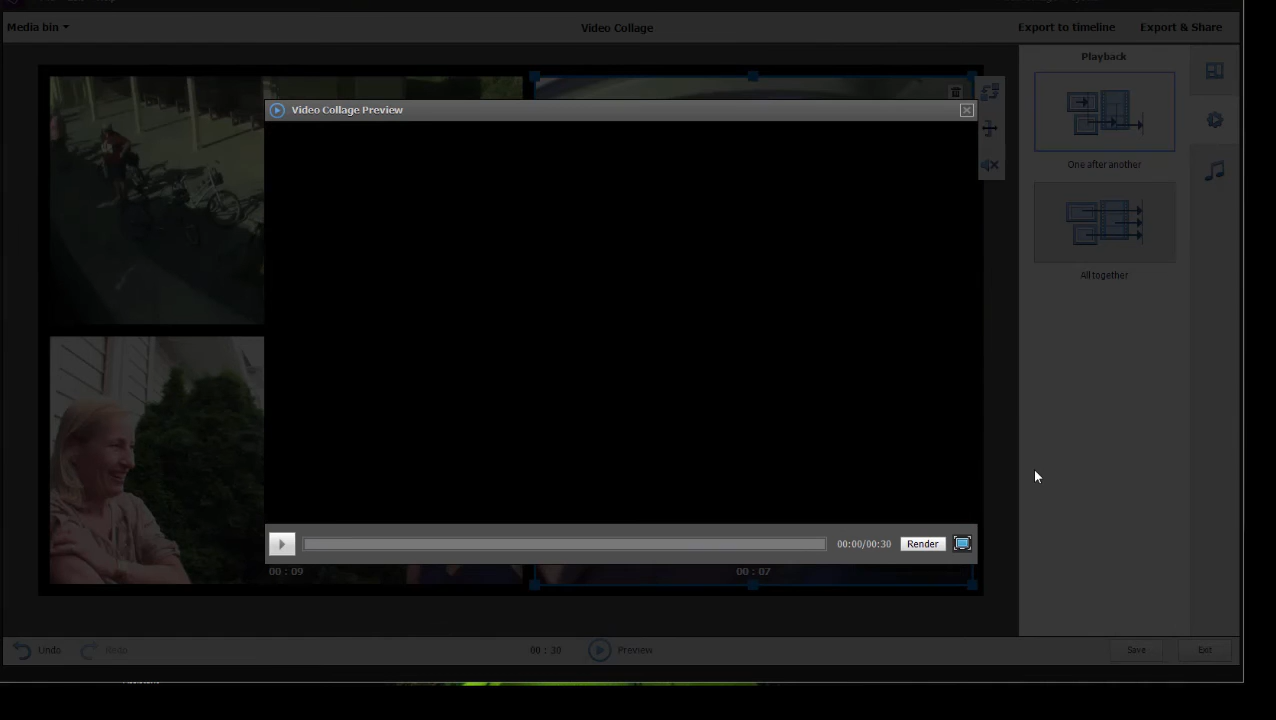 Media bin
Video Collage
Export to timeline
Export & Share
Playback
Video Collage Preview
One after another
All together
00:00/00:30
Render
00 : 09
00 : 07
Undo
Redo
00 : 30
Preview
Save
Exit